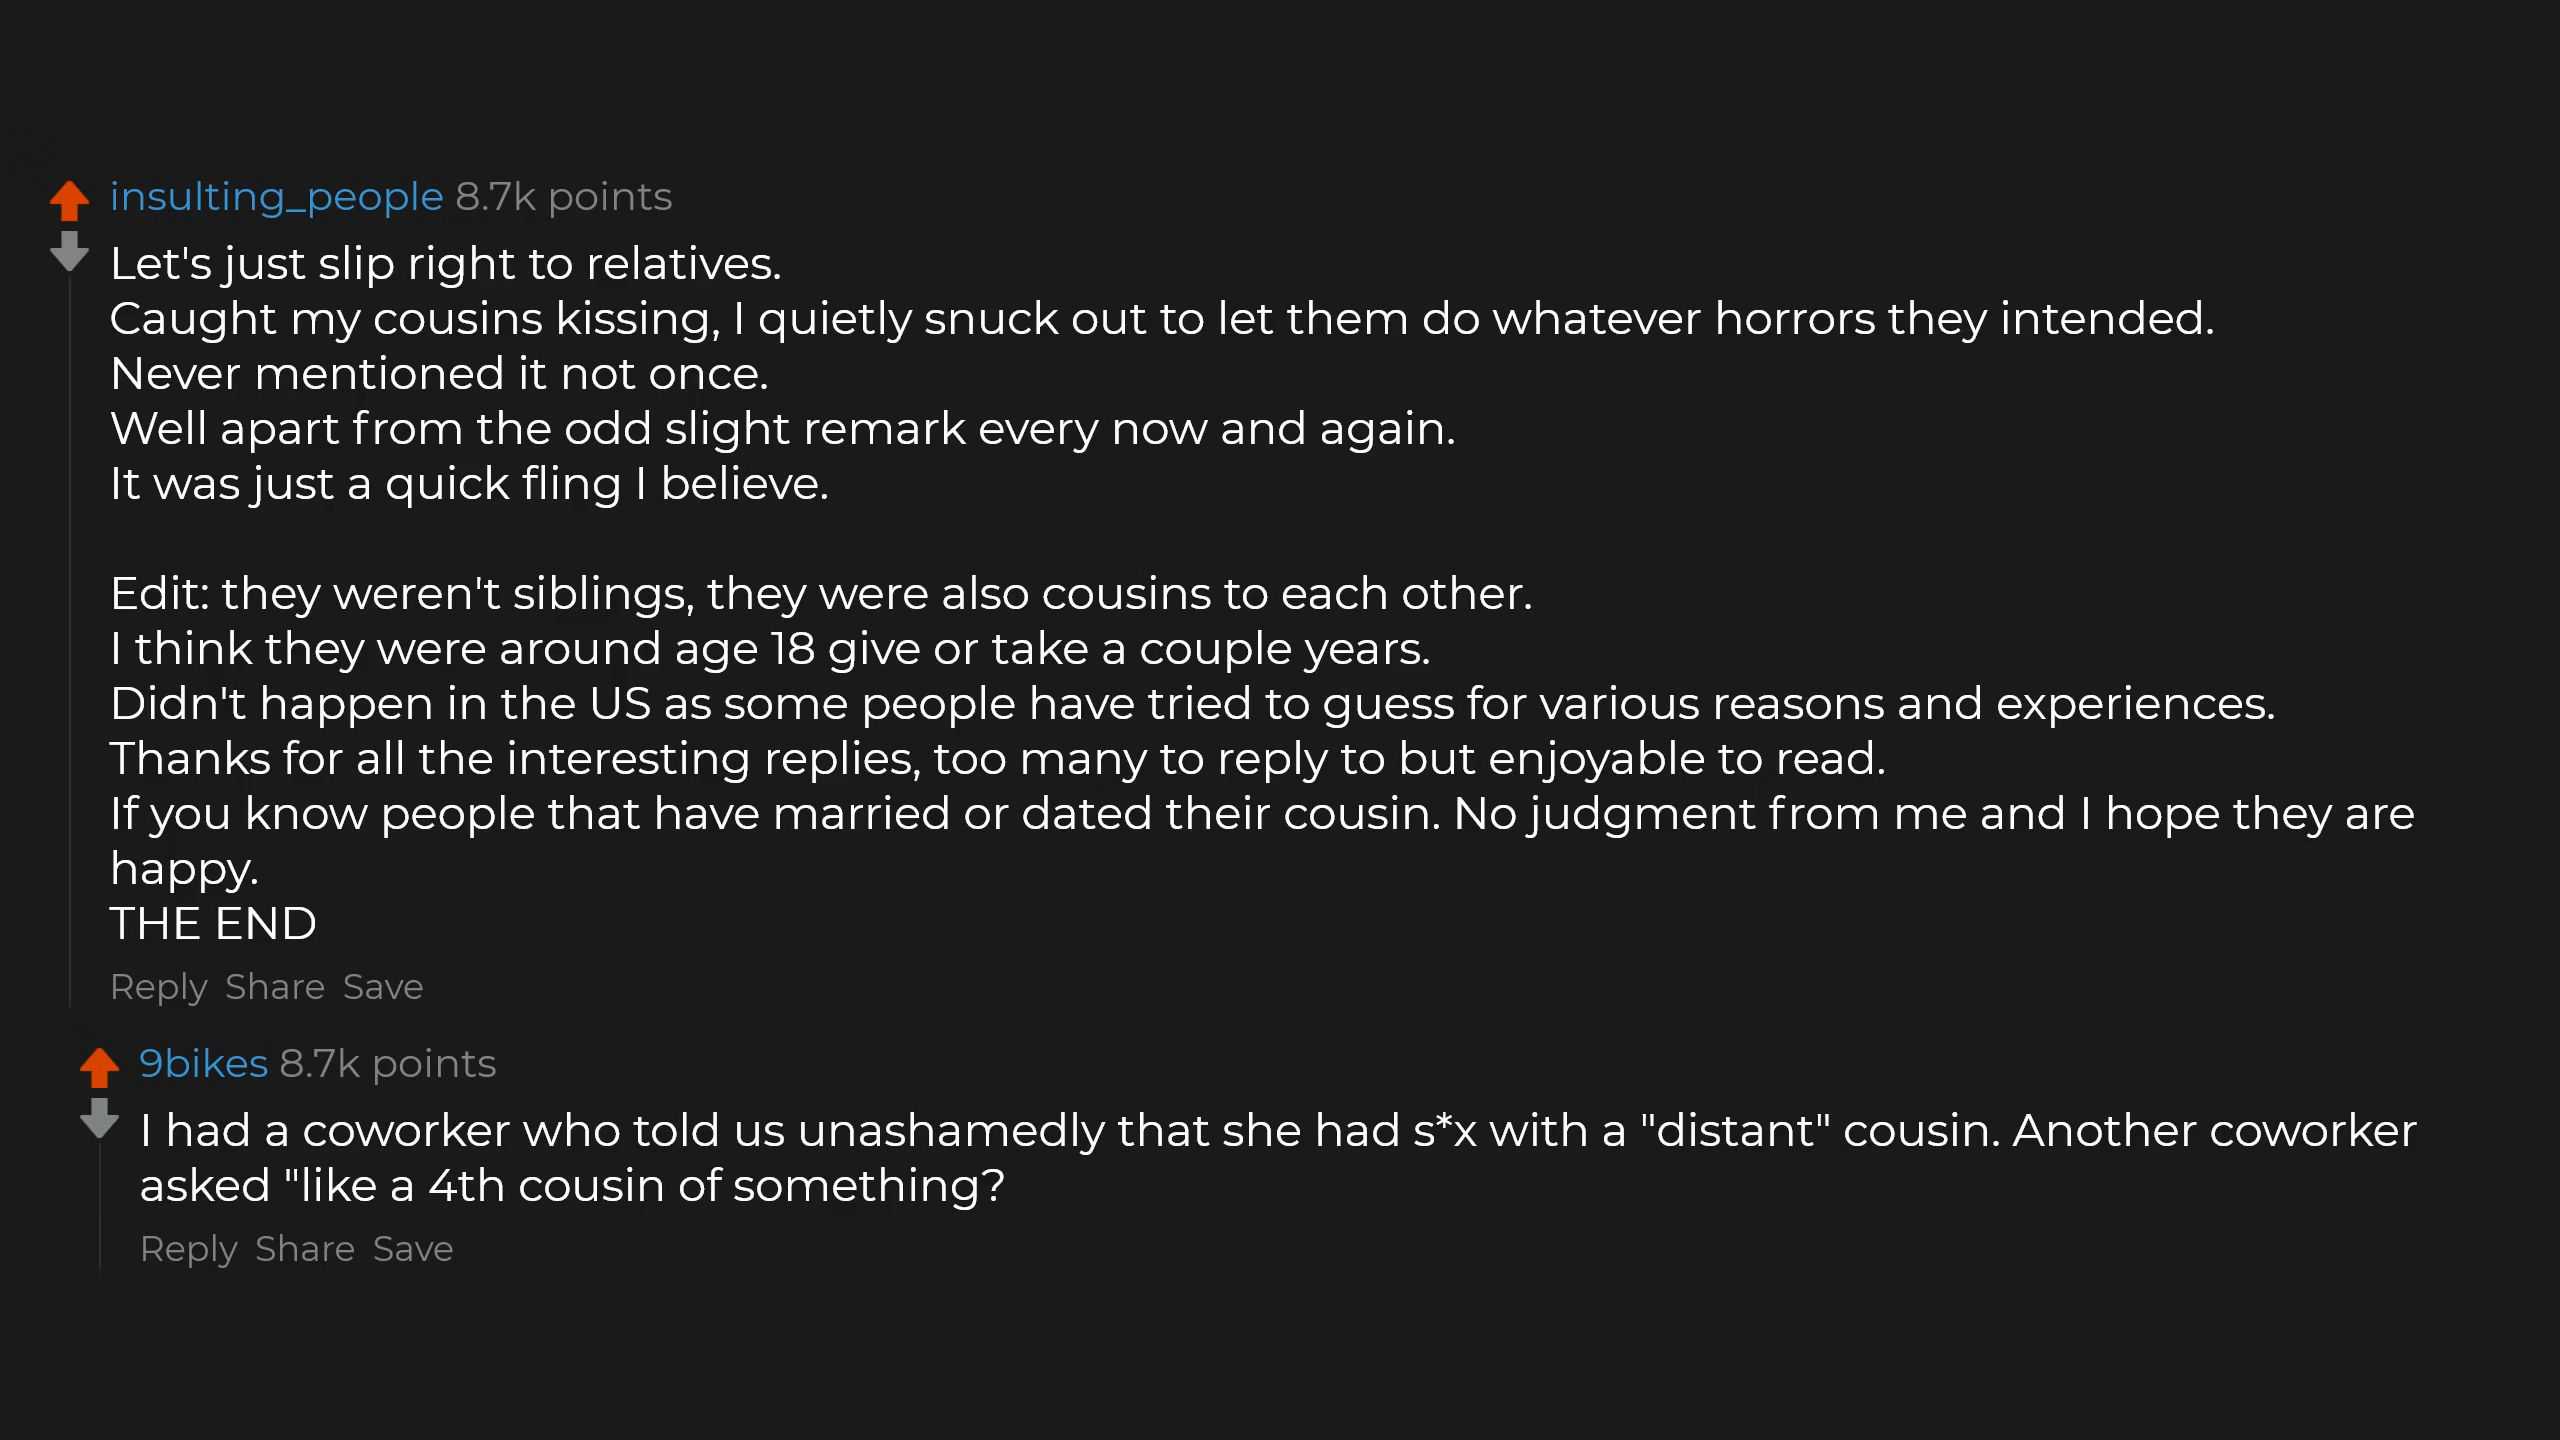 insulting_people 8.7k points
Let's just slip right to relatives.
Caught my cousins kissing, I quietly snuck out to let them do whatever horrors they intended.
Never mentioned it not once.
Well apart from the odd slight remark every now and again.
It was just a quick fling I believe.
Edit: they weren't siblings, they were also cousins to each other.
I think they were around age 18 give or take a couple years.
Didn't happen in the US as some people have tried to guess for various reasons and experiences.
Thanks for all the interesting replies, too many to reply to but enjoyable to read.
If you know people that have married or dated their cousin. No judgment from me and I hope they are
happy.
THE END
Reply Share Save
9bikes 8.7k points
I had a coworker who told us unashamedly that she had s*x with a "distant" cousin. Another coworker
asked "like a 4th cousin of something?
Reply Share Save